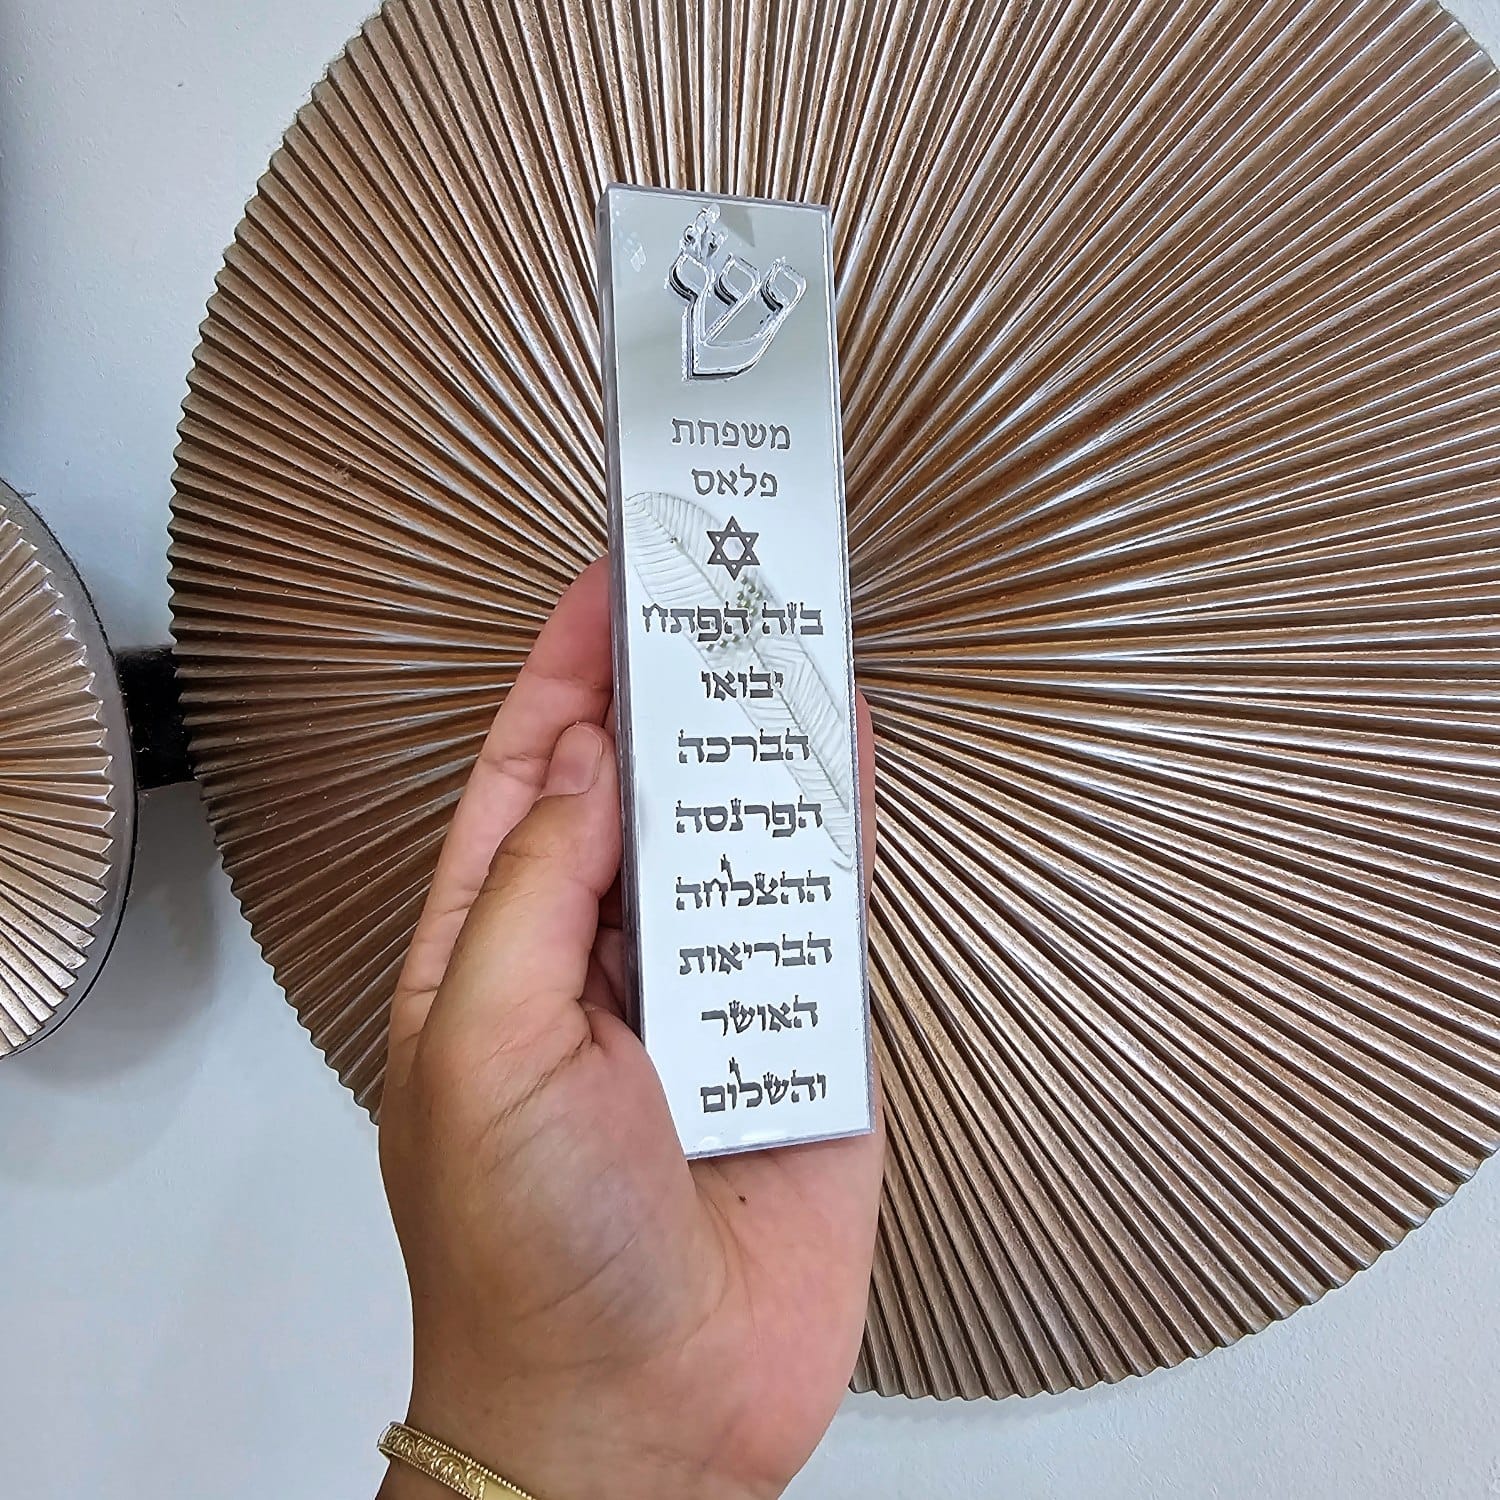 ש
משפחת
פלאס
בזה הפתח
יבואו
הברכה
הפרנסה
ההצלחה
הבריאות
האושר
והשלום